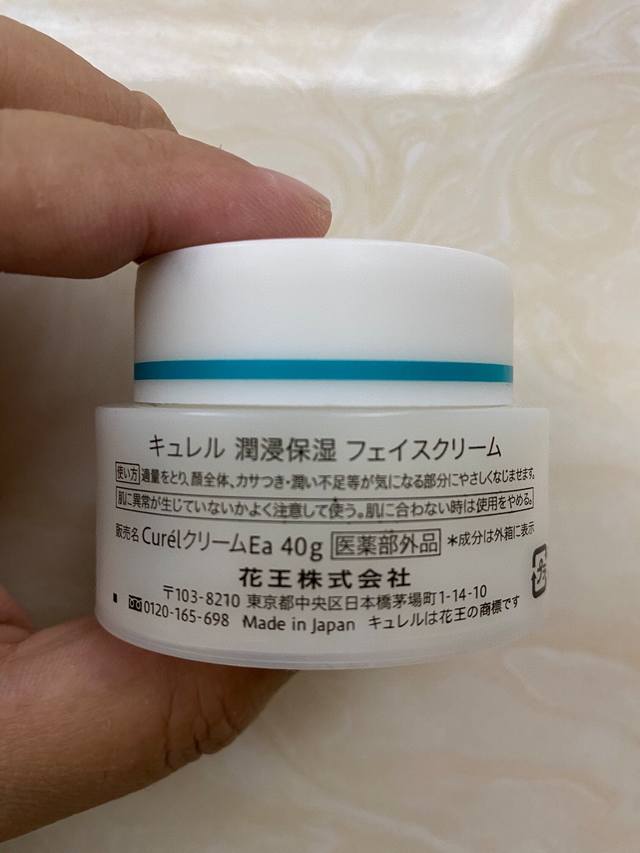 キュレル 潤浸保湿 フェイスクリーム
使い方 適量をとり、顔全体、カサつき・潤い不足等が気になる部分にやさしくなじませます。
肌に異常が生じていないかよく注意して使う。肌に合わない時は使用をやめる。
販売名 CurélクリームEa 40g 医薬部外品 *成分は外箱に表示
花王株式会社
〒103-8210 東京都中央区日本橋茅場町1-14-10
0120-165-698 Made in Japan キュレルは花王の商標です